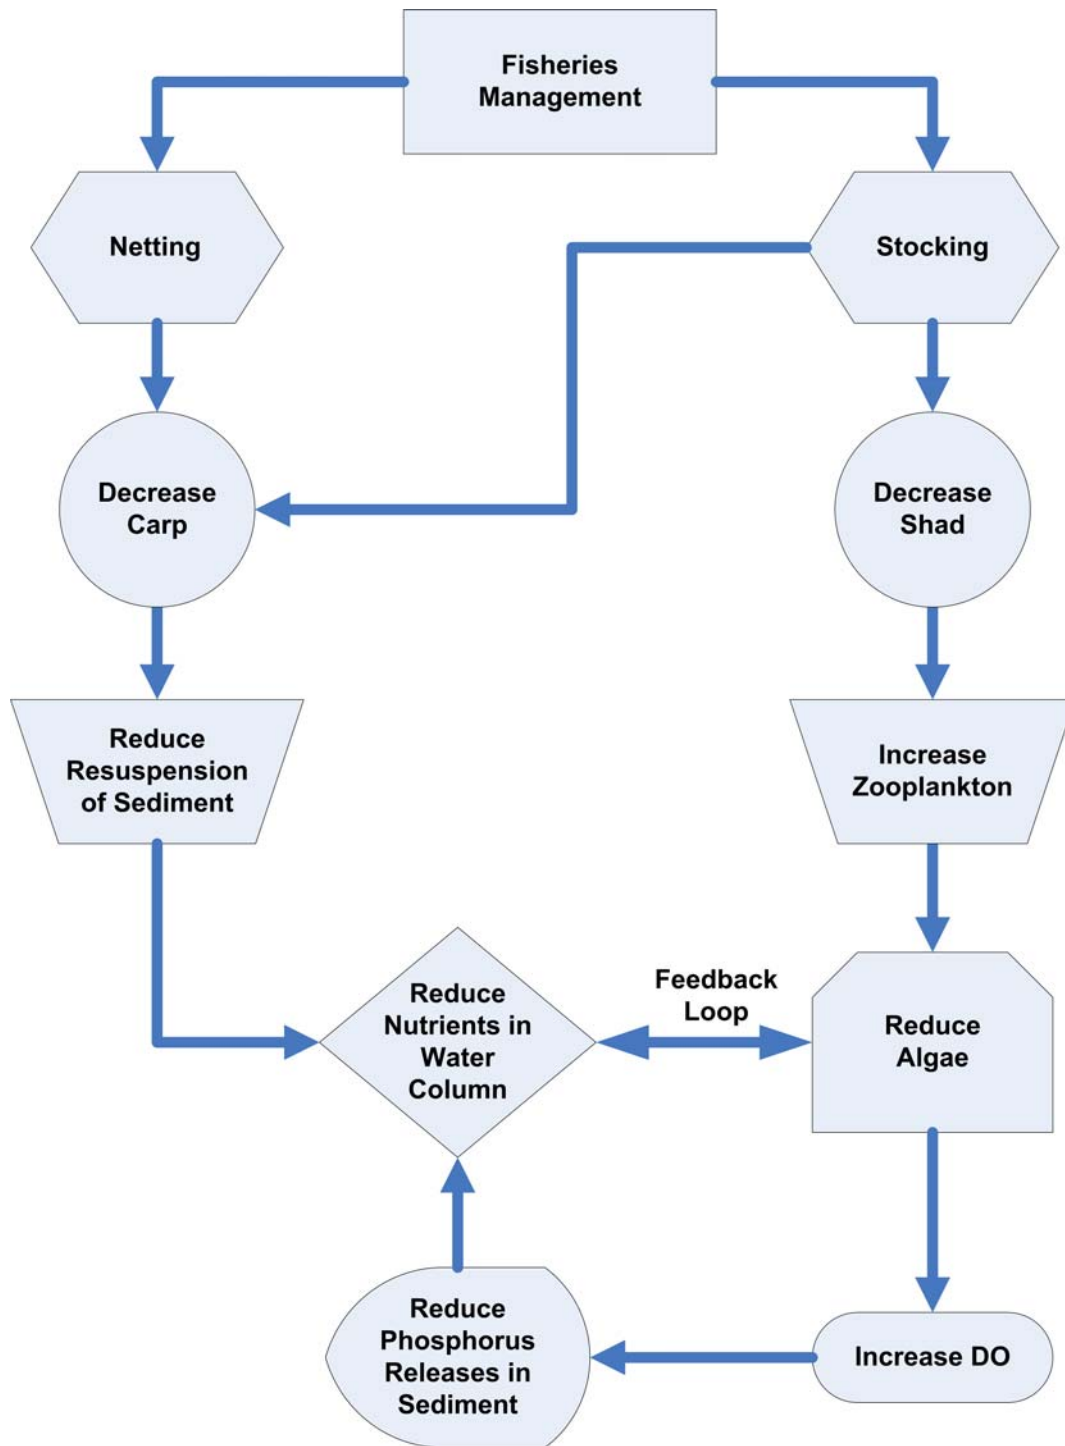 Fisheries
Management
Netting
Stocking
Decrease
Carp
Decrease
Shad
Reduce
Resuspension
of Sediment
Increase
Zooplankton
Reduce
Nutrients in
Water
Column
Feedback
Loop
Reduce
Algae
Reduce
Phosphorus
Releases in
Sediment
Increase DO